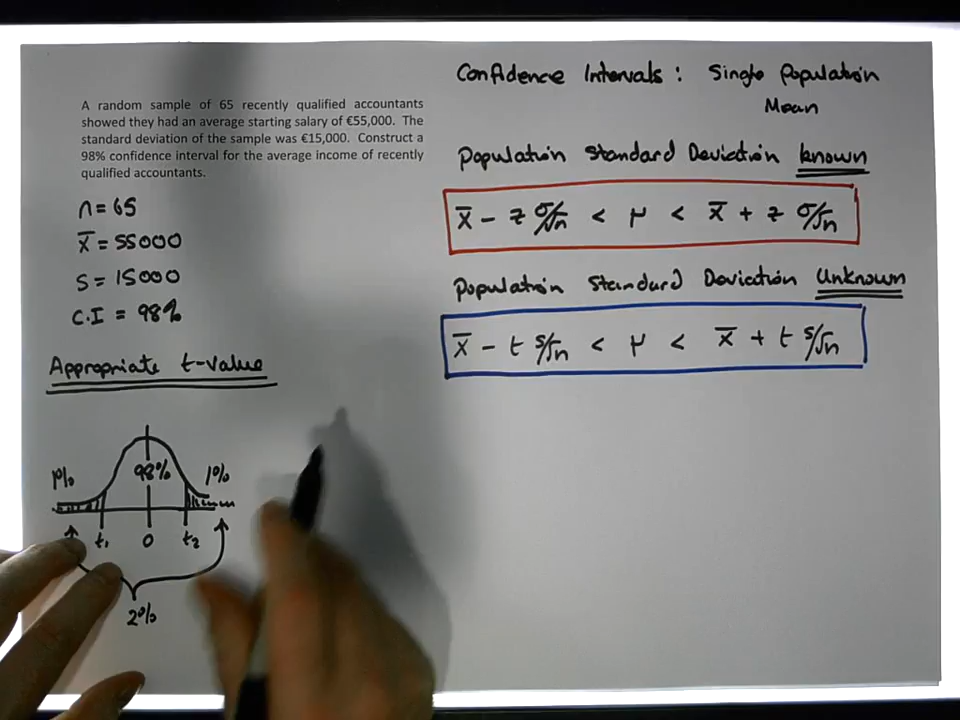 Confidence Intervals : Single Population
Mean
A random sample of 65 recently qualified accountants
showed they had an average starting salary of €55,000. The
standard deviation of the sample was €15,000. Construct a
98% confidence interval for the average income of recently
qualified accountants.
n = 65
x̄ = 55000
S = 15000
C.I = 98%
Appropriate t-value
1% 98% 1%
t₁ 0 t₂
2%
Population Standard Deviation known
x̄ - z σ/√n < μ < x̄ + z σ/√n
Population Standard Deviation Unknown
x̄ - t s/√n < μ < x̄ + t s/√n